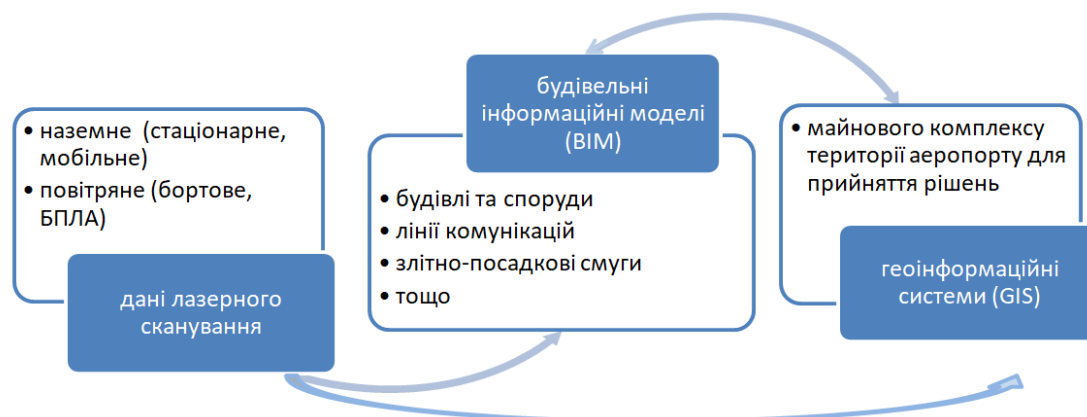 • наземне (стаціонарне,
мобільне)
• повітряне (бортове,
БПЛА)
дані лазерного
сканування
будівельні
інформаційні моделі
(BIM)
• будівлі та споруди
• лінії комунікацій
• злітно-посадкові смуги
• тощо
• майнового комплексу
території аеропорту для
прийняття рішень
геоінформаційні
системи (GIS)